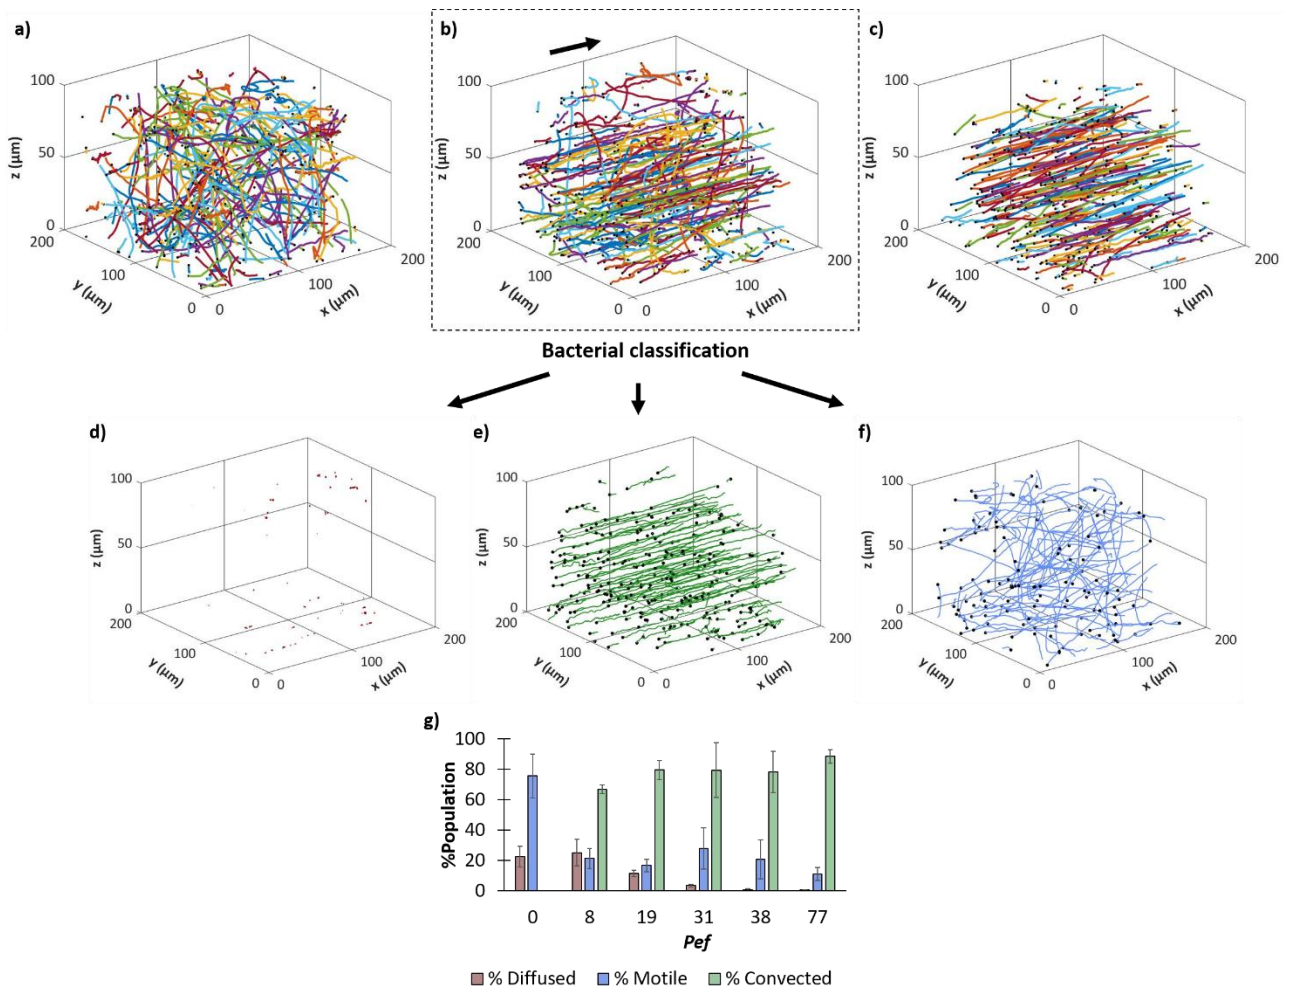 a)
100
50
0
200
100
0
0
100
200
z (µm)
y (µm)
x (µm)
b)
100
50
0
200
100
0
0
100
200
z (µm)
y (µm)
x (µm)
c)
100
50
0
200
100
0
0
100
200
z (µm)
y (µm)
x (µm)
Bacterial classification
d)
100
50
0
200
100
0
0
100
200
z (µm)
y (µm)
x (µm)
e)
100
50
0
200
100
0
0
100
200
z (µm)
y (µm)
x (µm)
f)
100
50
0
200
100
0
0
100
200
z (µm)
y (µm)
x (µm)
g)
%Population
100
80
60
40
20
0
0 8 19 31 38 77
Pef
% Diffused % Motile % Convected